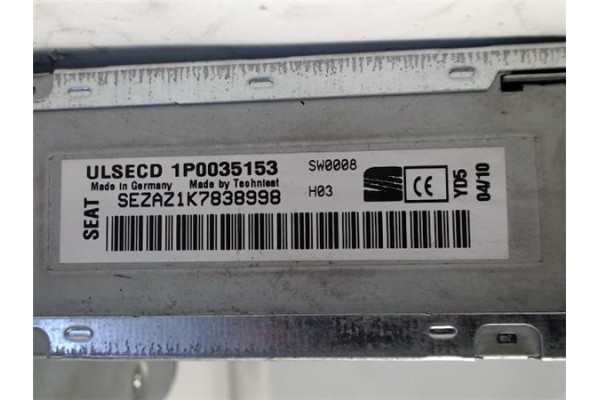 ULSECD 1P0035153
Made in Germany Made by Technisat
SEZAZ1K7838998
SEAT
SW0008
H03
CE
YD5
04/10